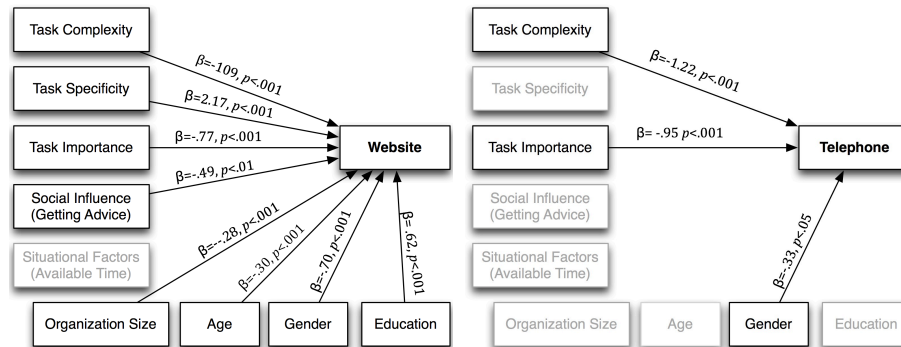 Task Complexity
β=-109, p<.001
Task Specificity
β=2.17, p<.001
Task Importance
β=-.77, p<.001
Website
Social Influence
(Getting Advice)
β=-.49, p<.01
Situational Factors
(Available Time)
β=--.28, p<.001
β=-.30, p<.001
β=-.70, p<.001
β= .62, p<,001
Organization Size
Age
Gender
Education
Task Complexity
β=-1.22, p<.001
Task Specificity
Task Importance
β= -.95 p<.001
Telephone
Social Influence
(Getting Advice)
Situational Factors
(Available Time)
β=-.33, p<.05
Organization Size
Age
Gender
Education